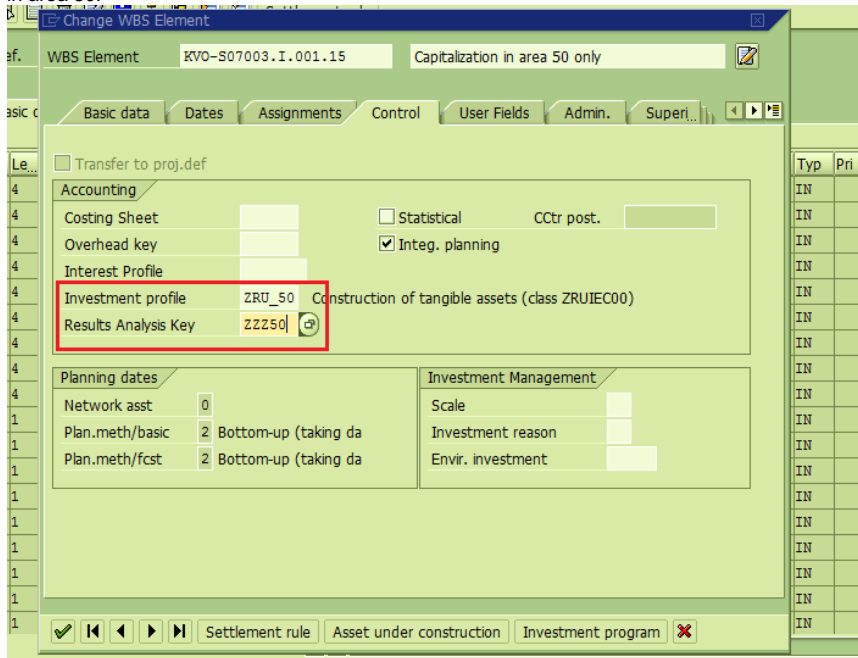 Change WBS Element
ef. WBS Element KVO-S07003.I.001.15 Capitalization in area 50 only
asic d Basic data Dates Assignments Control User Fields Admin. Superi
Le... Transfer to proj.def Typ Pri
4 Accounting IN
4 Costing Sheet Statistical CCtr post. IN
4 Overhead key Integ. planning IN
4 Interest Profile IN
4 Investment profile ZRU_50 Construction of tangible assets (class ZRUIEC00) IN
4 Results Analysis Key ZZZ50 IN
4 IN
4 Planning dates Investment Management IN
4 Network asst 0 Scale IN
1 Plan.meth/basic 2 Bottom-up (taking da Investment reason IN
1 Plan.meth/fcst 2 Bottom-up (taking da Envir. investment IN
1 IN
1 IN
1 IN
1 IN
1 IN
1 IN
1 Settlement rule Asset under construction Investment program IN